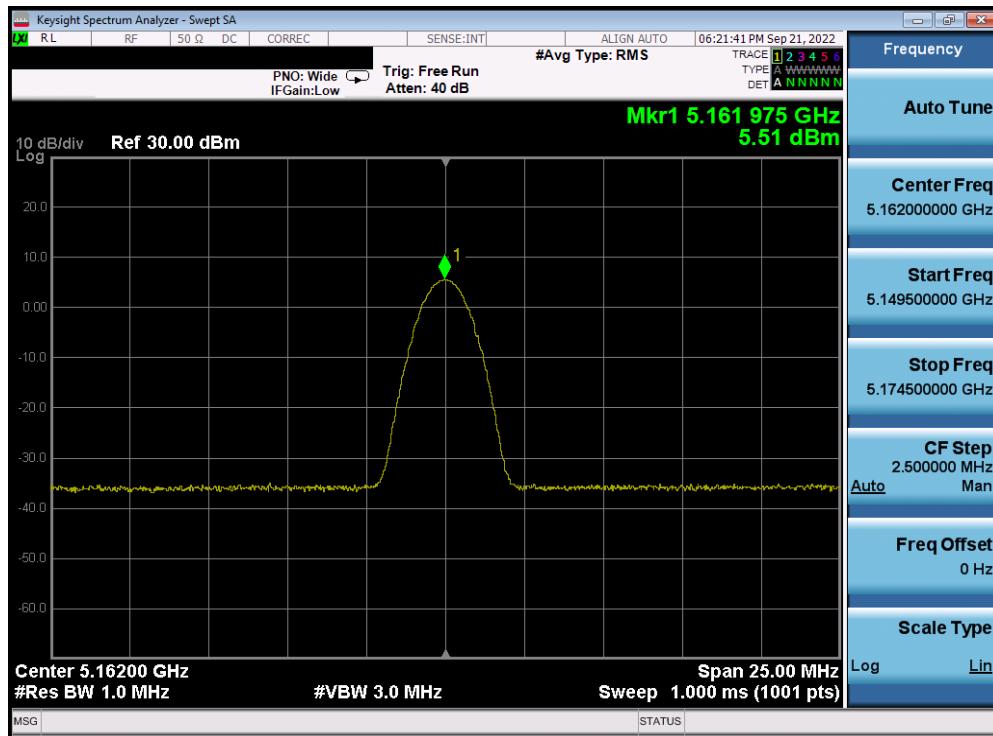 Keysight Spectrum Analyzer - Swept SA
LXI RL RF 50 Ω DC CORREC SENSE:INT ALIGN AUTO 06:21:41 PM Sep 21, 2022
Frequency
#Avg Type: RMS
TRACE 1 2 3 4 5 6
PNO: Wide Trig: Free Run
TYPE A WWWWW
IFGain:Low Atten: 40 dB
DET A N N N N N
Auto Tune
Mkr1 5.161 975 GHz
5.51 dBm
10 dB/div Ref 30.00 dBm
Log
Center Freq
5.162000000 GHz
20.0
10.0
1
Start Freq
5.149500000 GHz
0.00
-10.0
Stop Freq
5.174500000 GHz
-20.0
-30.0
CF Step
2.500000 MHz
Auto Man
-40.0
-50.0
Freq Offset
0 Hz
-60.0
Scale Type
Log Lin
Center 5.16200 GHz Span 25.00 MHz
#Res BW 1.0 MHz #VBW 3.0 MHz Sweep 1.000 ms (1001 pts)
MSG STATUS